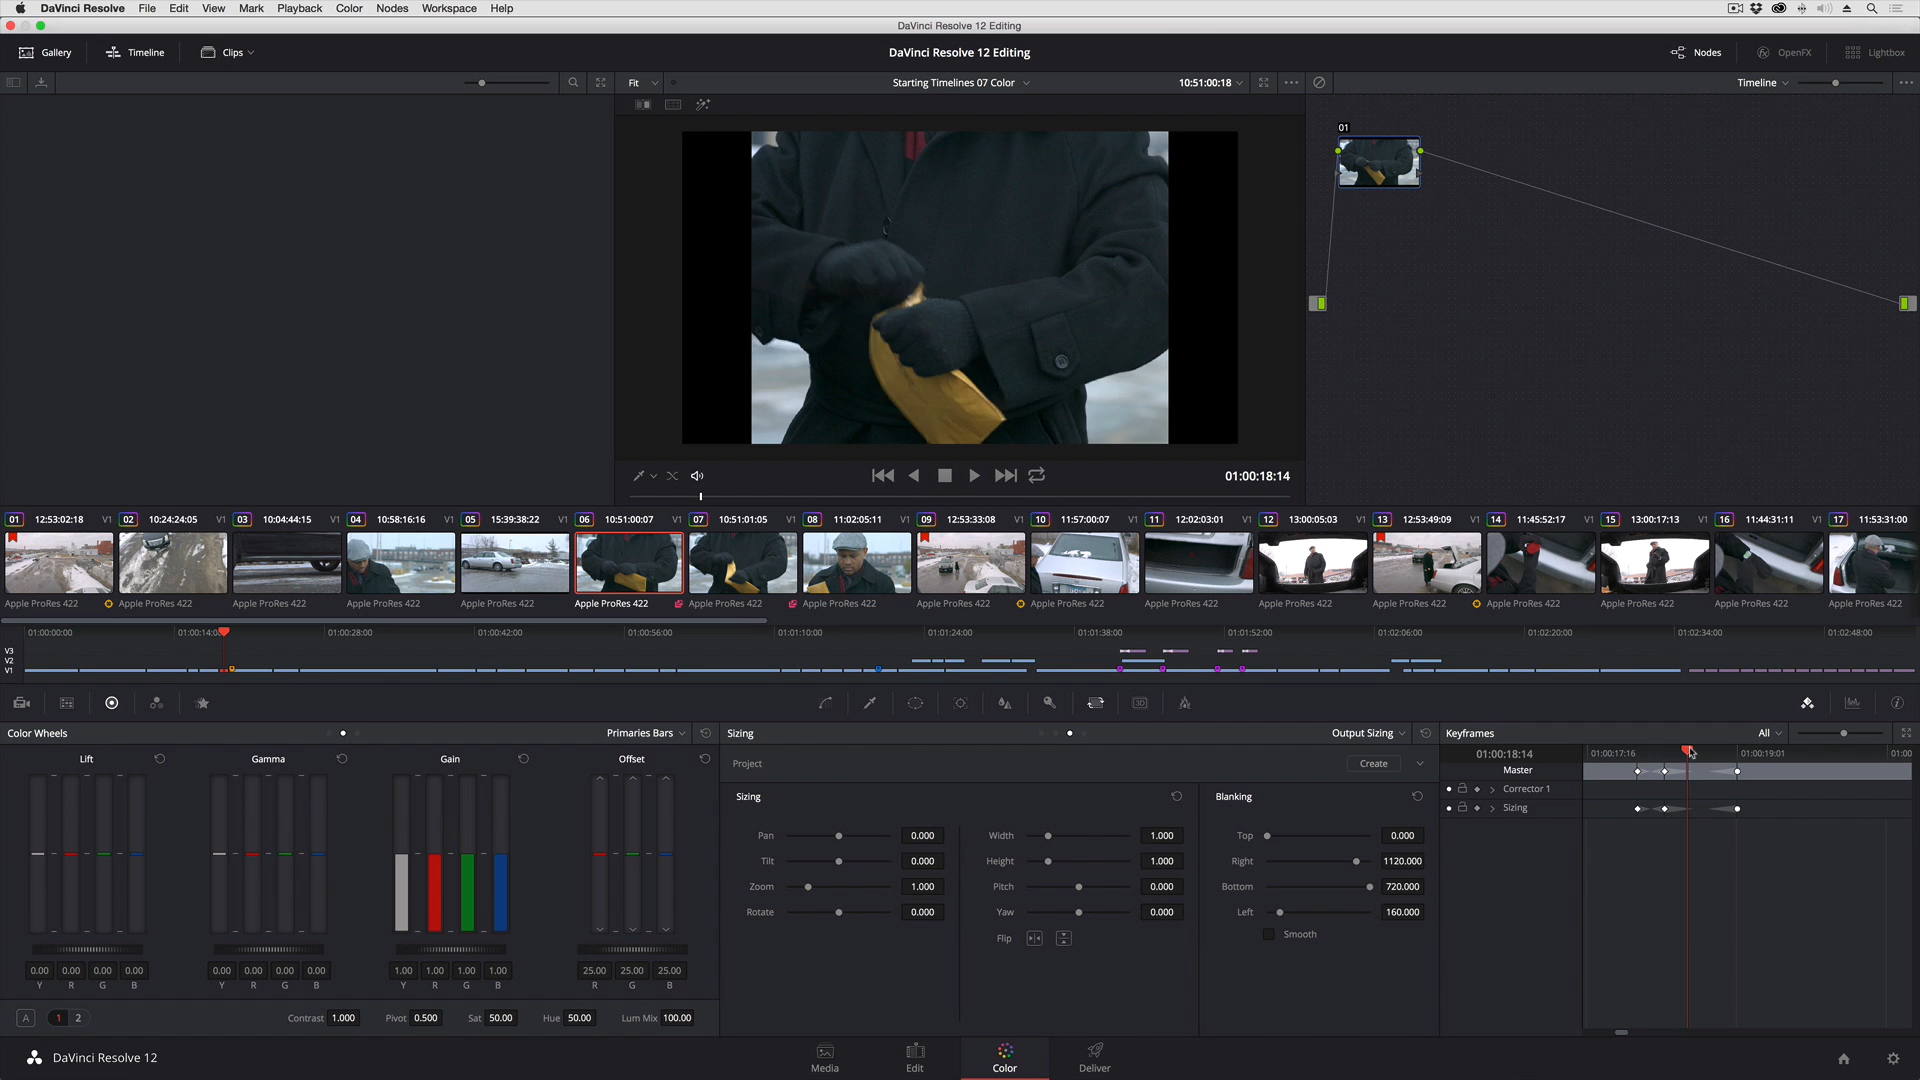 DaVinci Resolve File Edit View Mark Playback Color Nodes Workspace Help
DaVinci Resolve 12 Editing
Gallery Timeline Clips DaVinci Resolve 12 Editing Nodes OpenFX Lightbox
Fit Starting Timelines 07 Color 10:51:00:18 Timeline
01
01:00:18:14
01 12:53:02:18 V1 02 10:24:24:05 V1 03 10:04:44:15 V1 04 10:58:16:16 V1 05 15:39:38:22 V1 06 10:51:00:07 V1 07 10:51:01:05 V1 08 11:02:05:11 V1 09 12:53:33:08 V1 10 11:57:00:07 V1 11 12:02:03:01 V1 12 13:00:05:03 V1 13 12:53:49:09 V1 14 11:45:52:17 V1 15 13:00:17:13 V1 16 11:44:31:11 V1 17 11:53:31:00
Apple ProRes 422 Apple ProRes 422 Apple ProRes 422 Apple ProRes 422 Apple ProRes 422 Apple ProRes 422 Apple ProRes 422 Apple ProRes 422 Apple ProRes 422 Apple ProRes 422 Apple ProRes 422 Apple ProRes 422 Apple ProRes 422 Apple ProRes 422 Apple ProRes 422 Apple ProRes 422 Apple ProRes 422
01:00:00:00 01:00:14:0 01:00:28:00 01:00:42:00 01:00:56:00 01:01:10:00 01:01:24:00 01:01:38:00 01:01:52:00 01:02:06:00 01:02:20:00 01:02:34:00 01:02:48:00
V3
V2
V1
3D
Color Wheels Primaries Bars Sizing Output Sizing Keyframes All
Lift Gamma Gain Offset Project Create 01:00:18:14 01:00:17:16 01:00:19:01 01:00
Master
Corrector 1
Sizing
Sizing Blanking
Pan 0.000 Width 1.000 Top 0.000
Tilt 0.000 Height 1.000 Right 1120.000
Zoom 1.000 Pitch 0.000 Bottom 720.000
Rotate 0.000 Yaw 0.000 Left 160.000
Flip Smooth
0.00 0.00 0.00 0.00 0.00 0.00 0.00 0.00 1.00 1.00 1.00 1.00 25.00 25.00 25.00
Y R G B Y R G B Y R G B R G B
A 1 2 Contrast 1.000 Pivot 0.500 Sat 50.00 Hue 50.00 Lum Mix 100.00
DaVinci Resolve 12 Media Edit Color Deliver